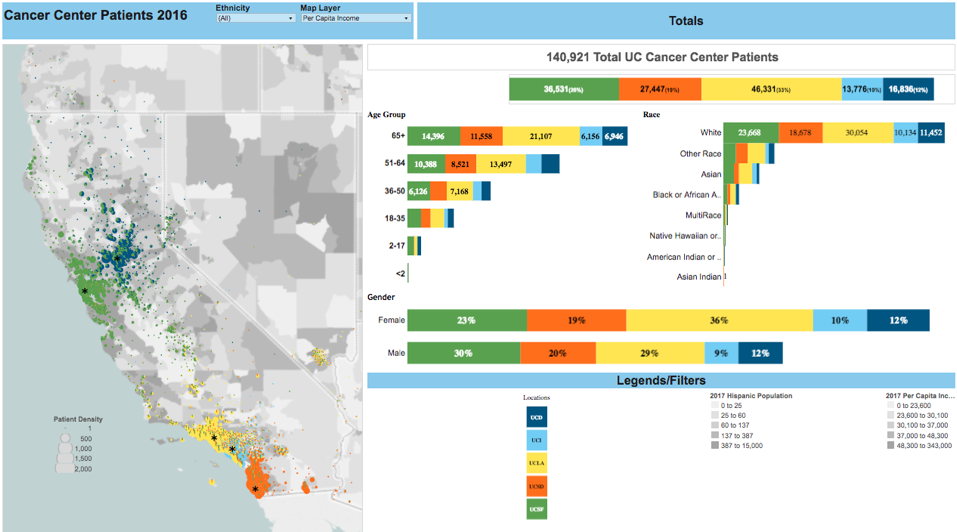 Cancer Center Patients 2016
Ethnicity
(All)
Map Layer
Per Capita Income
Totals
140,921 Total UC Cancer Center Patients
36,531(26%) 27,447(19%) 46,331(33%) 13,776(10%) 16,836(12%)
Age Group
65+ 14,396 11,558 21,107 6,156 6,946
51-64 10,388 8,521 13,497
36-50 6,126 7,168
18-35
2-17
<2
Race
White 23,668 18,678 30,054 10,134 11,452
Other Race
Asian
Black or African A..
MultiRace
Native Hawaiian or..
American Indian or ..
Asian Indian
Gender
Female 23% 19% 36% 10% 12%
Male 30% 20% 29% 9% 12%
Patient Density
1
500
1,000
1,500
2,000
Legends/Filters
Locations
UCD
UCI
UCLA
UCSD
UCSF
2017 Hispanic Population
0 to 25
25 to 60
60 to 137
137 to 387
387 to 15,000
2017 Per Capita Inc...
0 to 23,600
23,600 to 30,100
30,100 to 37,000
37,000 to 48,300
48,300 to 343,000